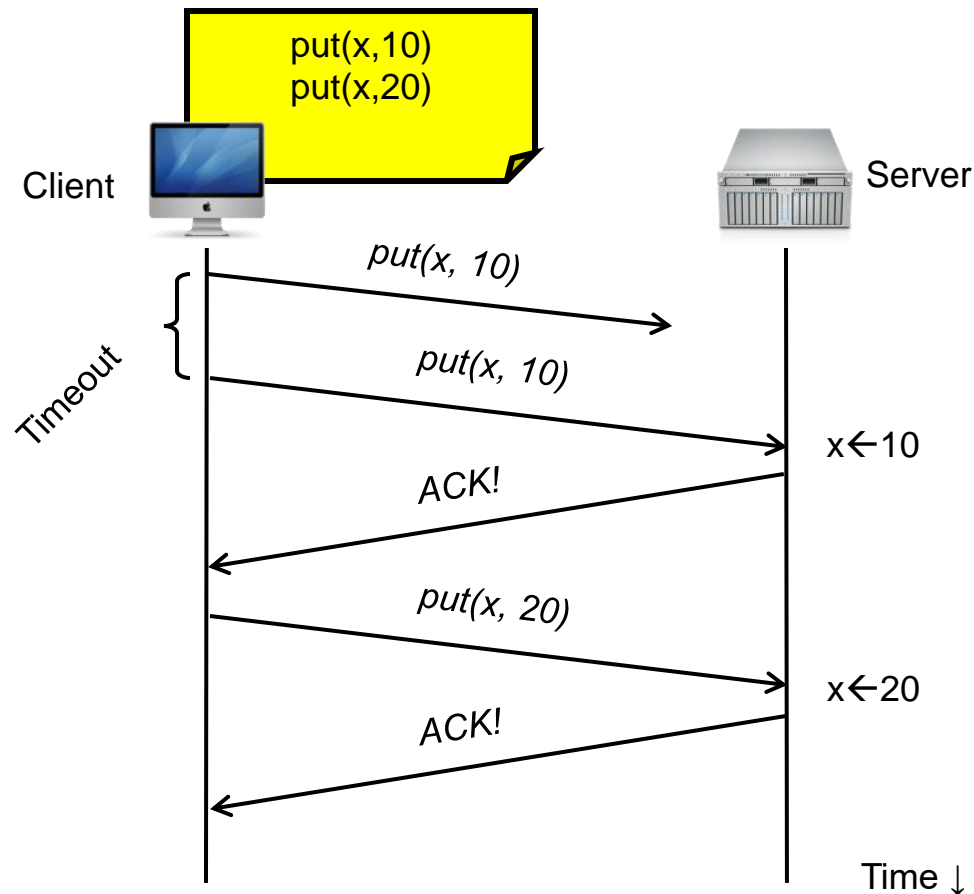 put(x,10)
put(x,20)
Client
Server
put(x, 10)
Timeout
put(x, 10)
x←10
ACK!
put(x, 20)
x←20
ACK!
Time ↓